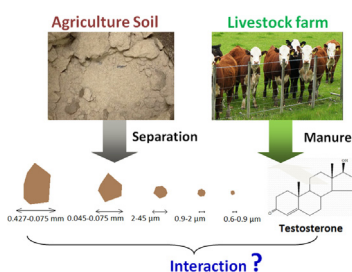 Agriculture Soil
Livestock farm
Separation
Manure
0.427-0.075 mm
0.045-0.075 mm
2-45 µm
0.9-2 µm
0.6-0.9 µm
Testosterone
Interaction ?